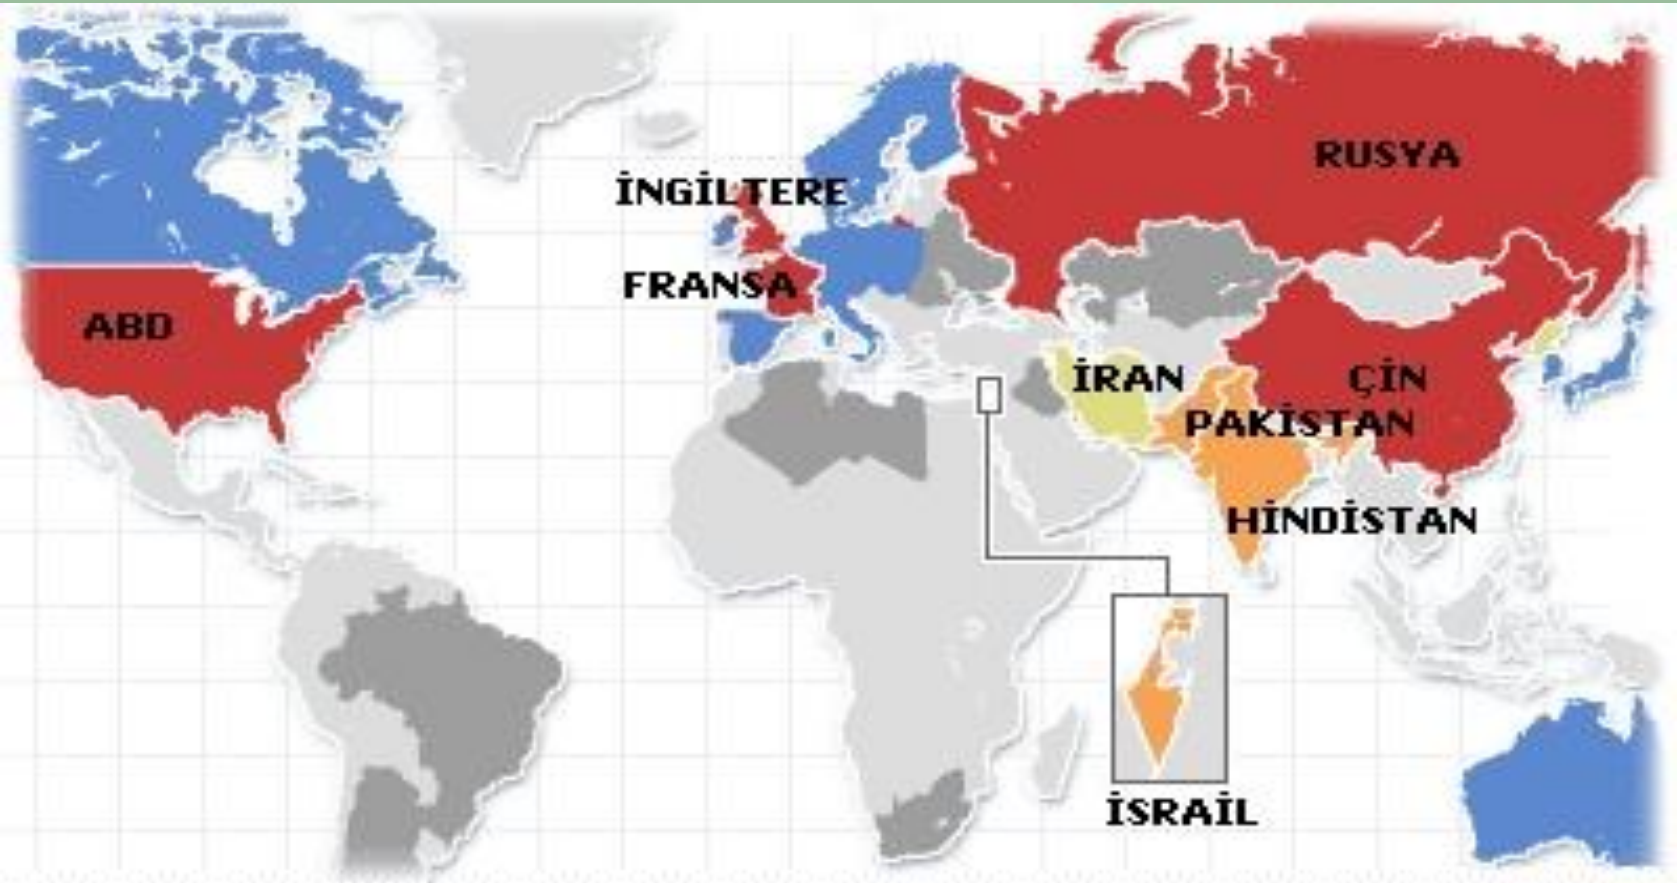 İNGİLTERE
RUSYA
FRANSA
ABD
İRAN
ÇİN
PAKİSTAN
HİNDİSTAN
İSRAİL